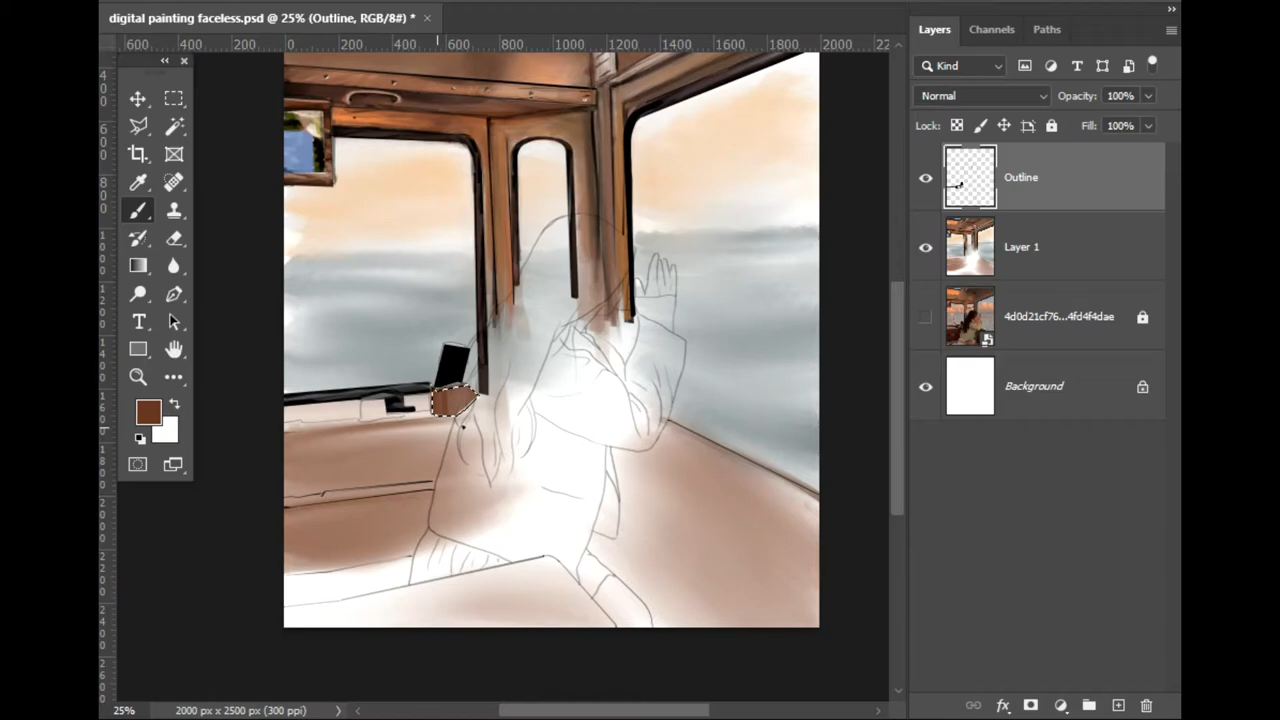 digital painting faceless.psd @ 25% (Outline, RGB/8#) * ×
600 400 200 0 200 400 600 800 1000 1200 1400 1600 1800 2000 22
Layers Channels Paths
Kind
Normal Opacity: 100%
Lock: Fill: 100%
Outline
Layer 1
4d0d21cf76...4fd4f4dae
Background
25% 2000 px x 2500 px (300 ppi)
fx